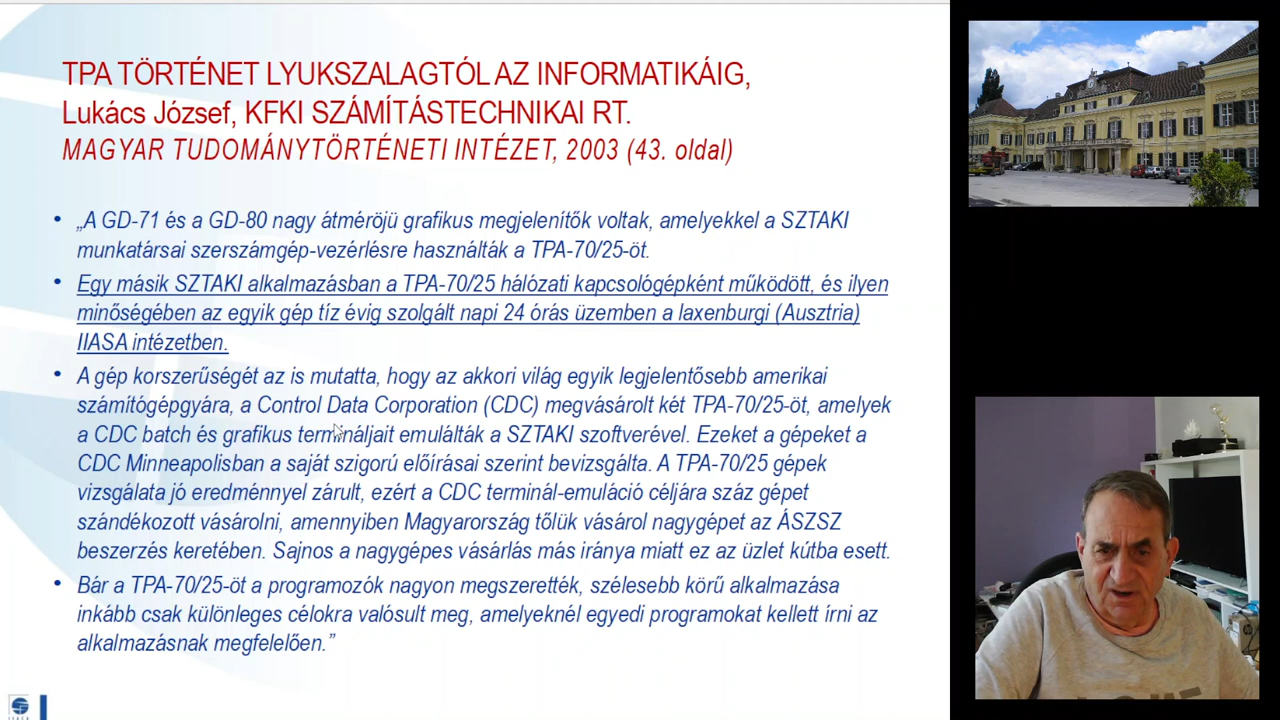 TPA TÖRTÉNET LYUKSZALAGTÓL AZ INFORMATIKÁIG,
Lukács József, KFKI SZÁMÍTÁSTECHNIKAI RT.
MAGYAR TUDOMÁNYTÖRTÉNETI INTÉZET, 2003 (43. oldal)
• „A GD-71 és a GD-80 nagy átméröjü grafikus megjelenítők voltak, amelyekkel a SZTAKI
munkatársai szerszámgép-vezérlésre használták a TPA-70/25-öt.
• Egy másik SZTAKI alkalmazásban a TPA-70/25 hálózati kapcsológépként működött, és ilyen
minőségében az egyik gép tíz évig szolgált napi 24 órás üzemben a laxenburgi (Ausztria)
IIASA intézetben.
• A gép korszerűségét az is mutatta, hogy az akkori világ egyik legjelentősebb amerikai
számítógépgyára, a Control Data Corporation (CDC) megvásárolt két TPA-70/25-öt, amelyek
a CDC batch és grafikus termináljait emulálták a SZTAKI szoftverével. Ezeket a gépeket a
CDC Minneapolisban a saját szigorú előírásai szerint bevizsgálta. A TPA-70/25 gépek
vizsgálata jó eredménnyel zárult, ezért a CDC terminál-emuláció céljára száz gépet
szándékozott vásárolni, amennyiben Magyarország tőlük vásárol nagygépet az ÁSZSZ
beszerzés keretében. Sajnos a nagygépes vásárlás más iránya miatt ez az üzlet kútba esett.
• Bár a TPA-70/25-öt a programozók nagyon megszerették, szélesebb körű alkalmazása
inkább csak különleges célokra valósult meg, amelyeknél egyedi programokat kellett írni az
alkalmazásnak megfelelően.”
IIASA